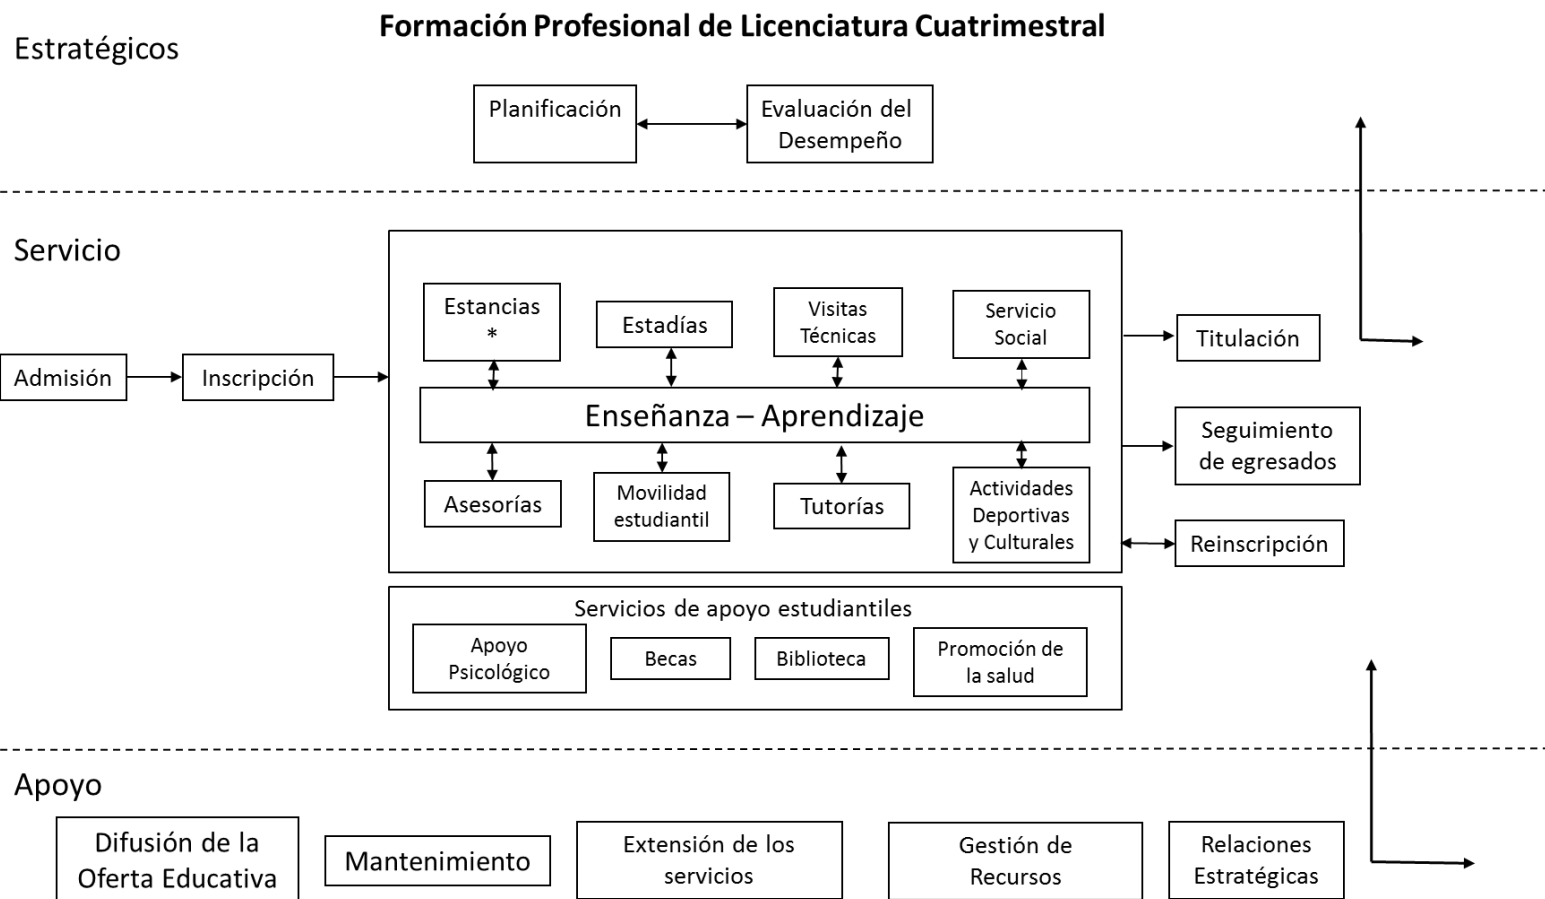 Formación Profesional de Licenciatura Cuatrimestral
Estratégicos
Planificación
Evaluación del
Desempeño
Servicio
Estancias
*
Estadías
Visitas
Técnicas
Servicio
Social
Titulación
Admisión
Inscripción
Enseñanza – Aprendizaje
Seguimiento
de egresados
Asesorías
Movilidad
estudiantil
Tutorías
Actividades
Deportivas
y Culturales
Reinscripción
Servicios de apoyo estudiantiles
Apoyo
Psicológico
Becas
Biblioteca
Promoción de
la salud
Apoyo
Difusión de la
Oferta Educativa
Mantenimiento
Extensión de los
servicios
Gestión de
Recursos
Relaciones
Estratégicas